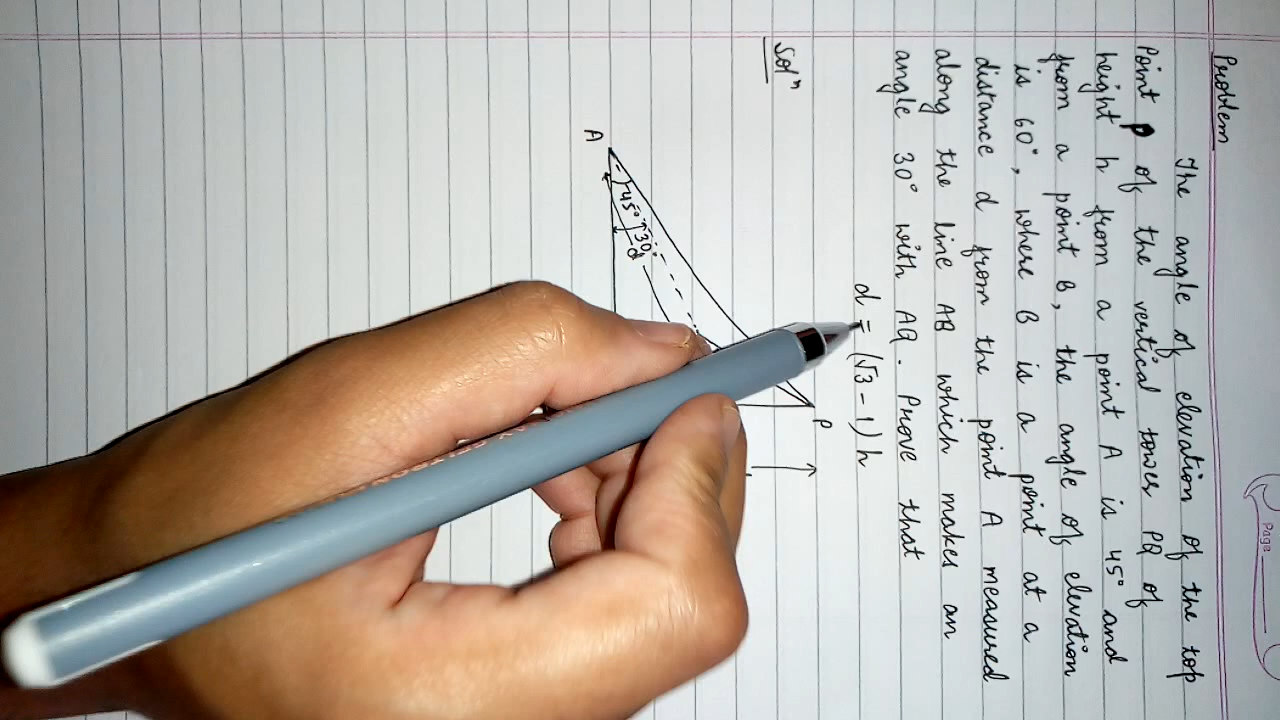 Page
Problem
The angle of elevation of the top
Point P of the vertical tower PQ of
height h from a point A is 45° and
from a point B, the angle of elevation
is 60°, where B is a point at a
distance d from the point A measured
along the line AB which makes an
angle 30° with AQ. Prove that
d = (√3 - 1) h
Solⁿ
P
A
45°
30°
d